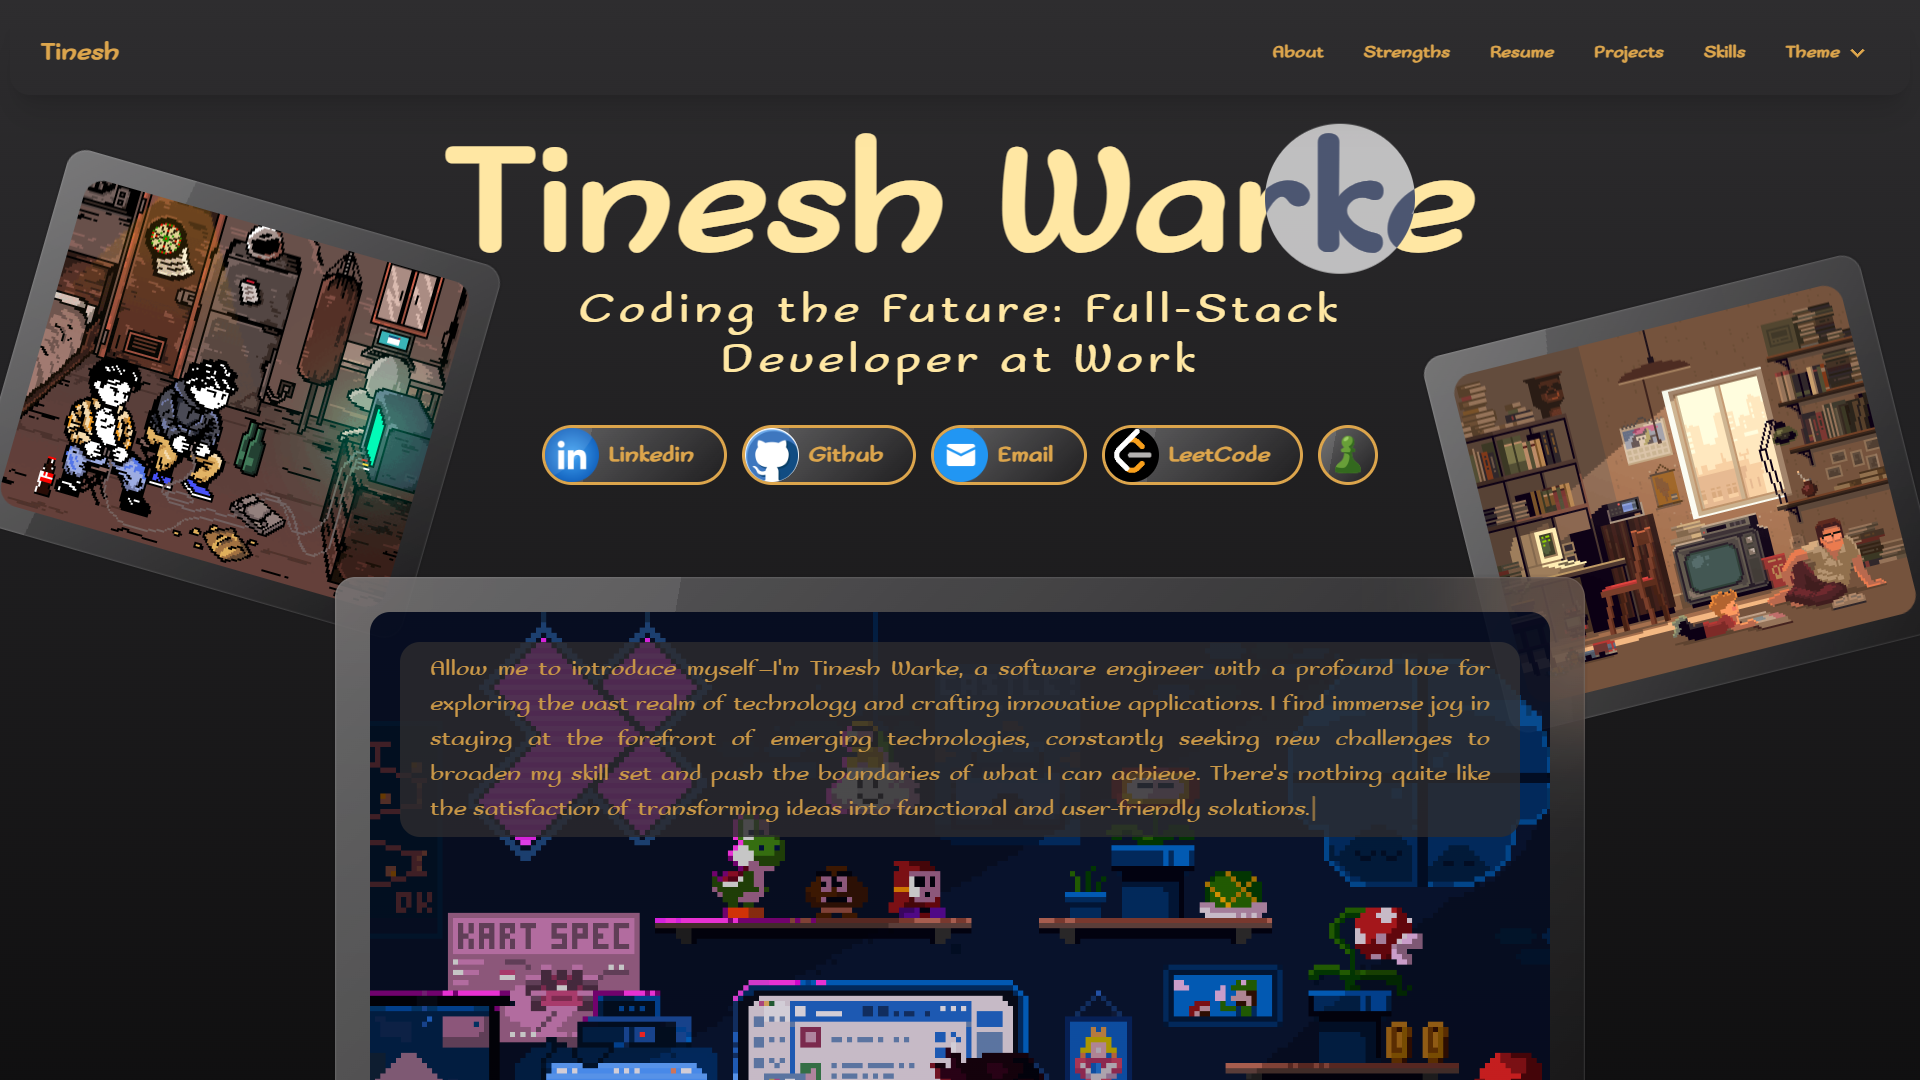 Tinesh
About
Strengths
Resume
Projects
Skills
Theme
Tinesh Warke
Coding the Future: Full-Stack
Developer at Work
in
Linkedin
Github
Email
LeetCode
Allow me to introduce myself—I'm Tinesh Warke, a software engineer with a profound love for
exploring the vast realm of technology and crafting innovative applications. I find immense joy in
staying at the forefront of emerging technologies, constantly seeking new challenges to
broaden my skill set and push the boundaries of what I can achieve. There's nothing quite like
the satisfaction of transforming ideas into functional and user-friendly solutions.
KART SPEC